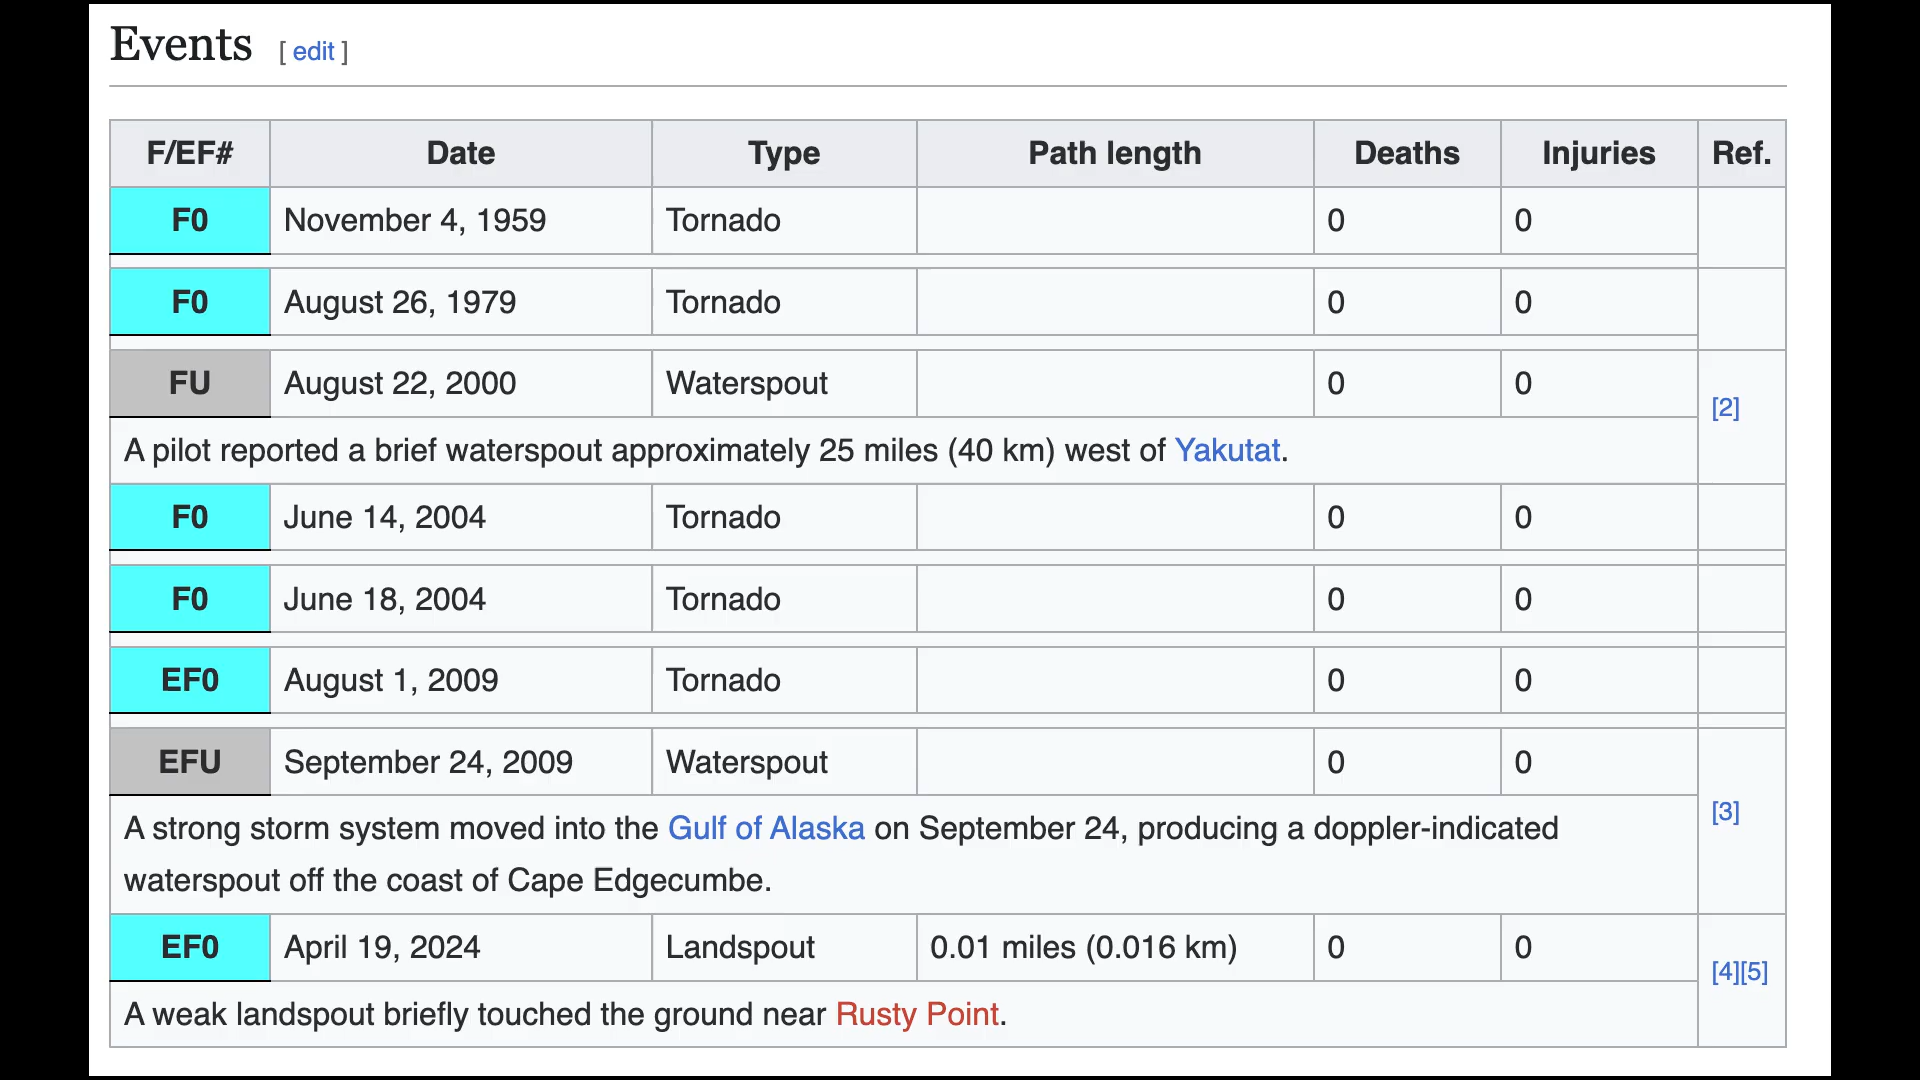 Events [ edit ]
F/EF# Date Type Path length Deaths Injuries Ref.
F0 November 4, 1959 Tornado 0 0
F0 August 26, 1979 Tornado 0 0
FU August 22, 2000 Waterspout 0 0 [2]
A pilot reported a brief waterspout approximately 25 miles (40 km) west of Yakutat.
F0 June 14, 2004 Tornado 0 0
F0 June 18, 2004 Tornado 0 0
EF0 August 1, 2009 Tornado 0 0
EFU September 24, 2009 Waterspout 0 0 [3]
A strong storm system moved into the Gulf of Alaska on September 24, producing a doppler-indicated
waterspout off the coast of Cape Edgecumbe.
EF0 April 19, 2024 Landspout 0.01 miles (0.016 km) 0 0 [4][5]
A weak landspout briefly touched the ground near Rusty Point.